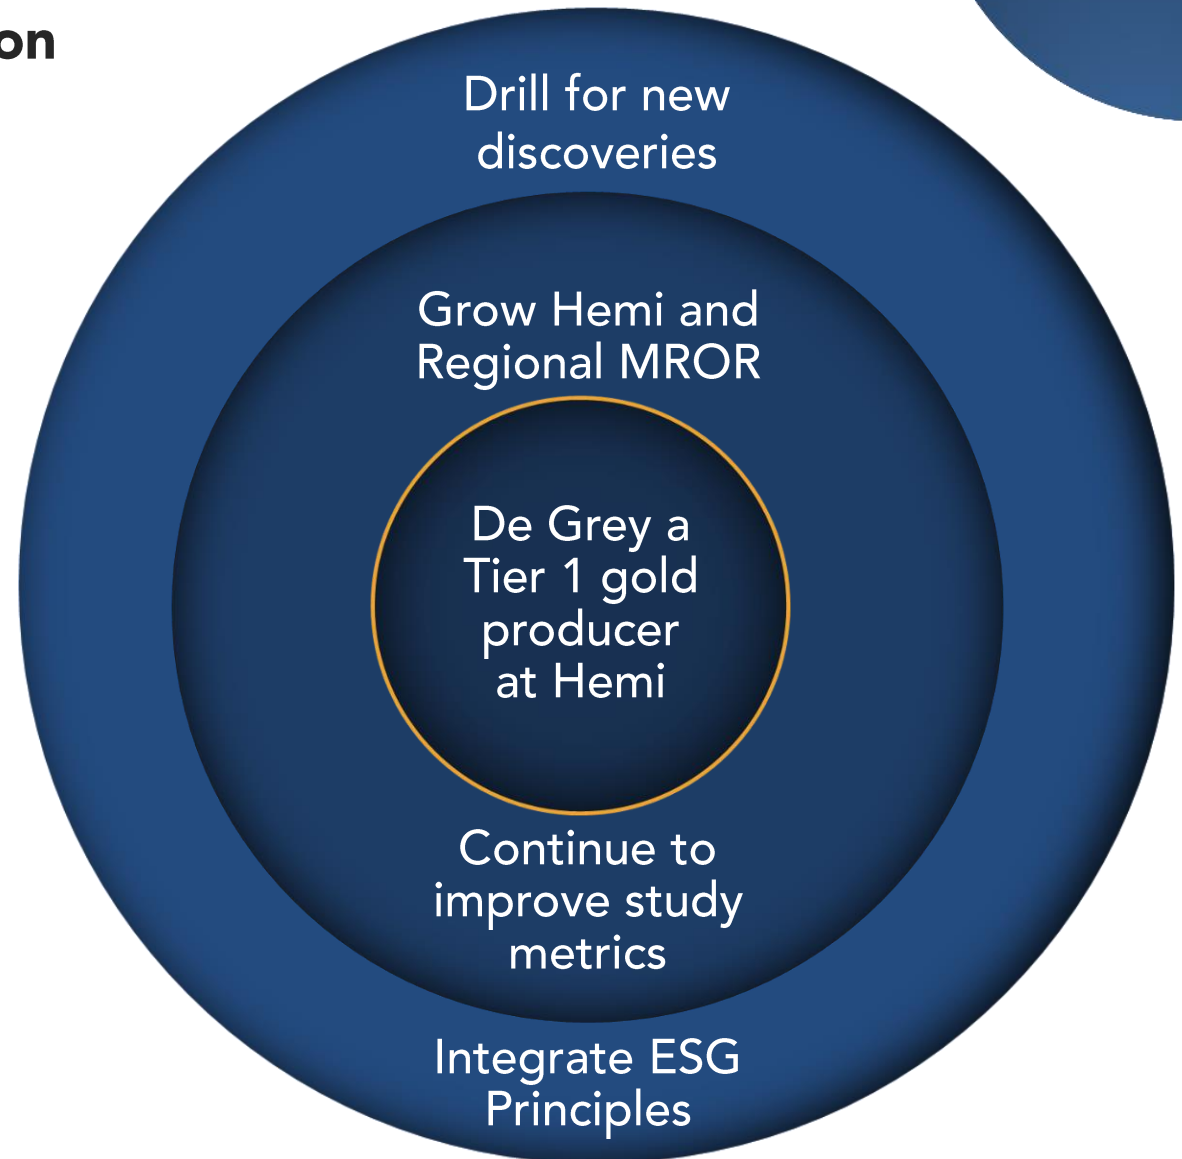 on
Drill for new
discoveries
Grow Hemi and
Regional MROR
De Grey a
Tier 1 gold
producer
at Hemi
Continue to
improve study
metrics
Integrate ESG
Principles